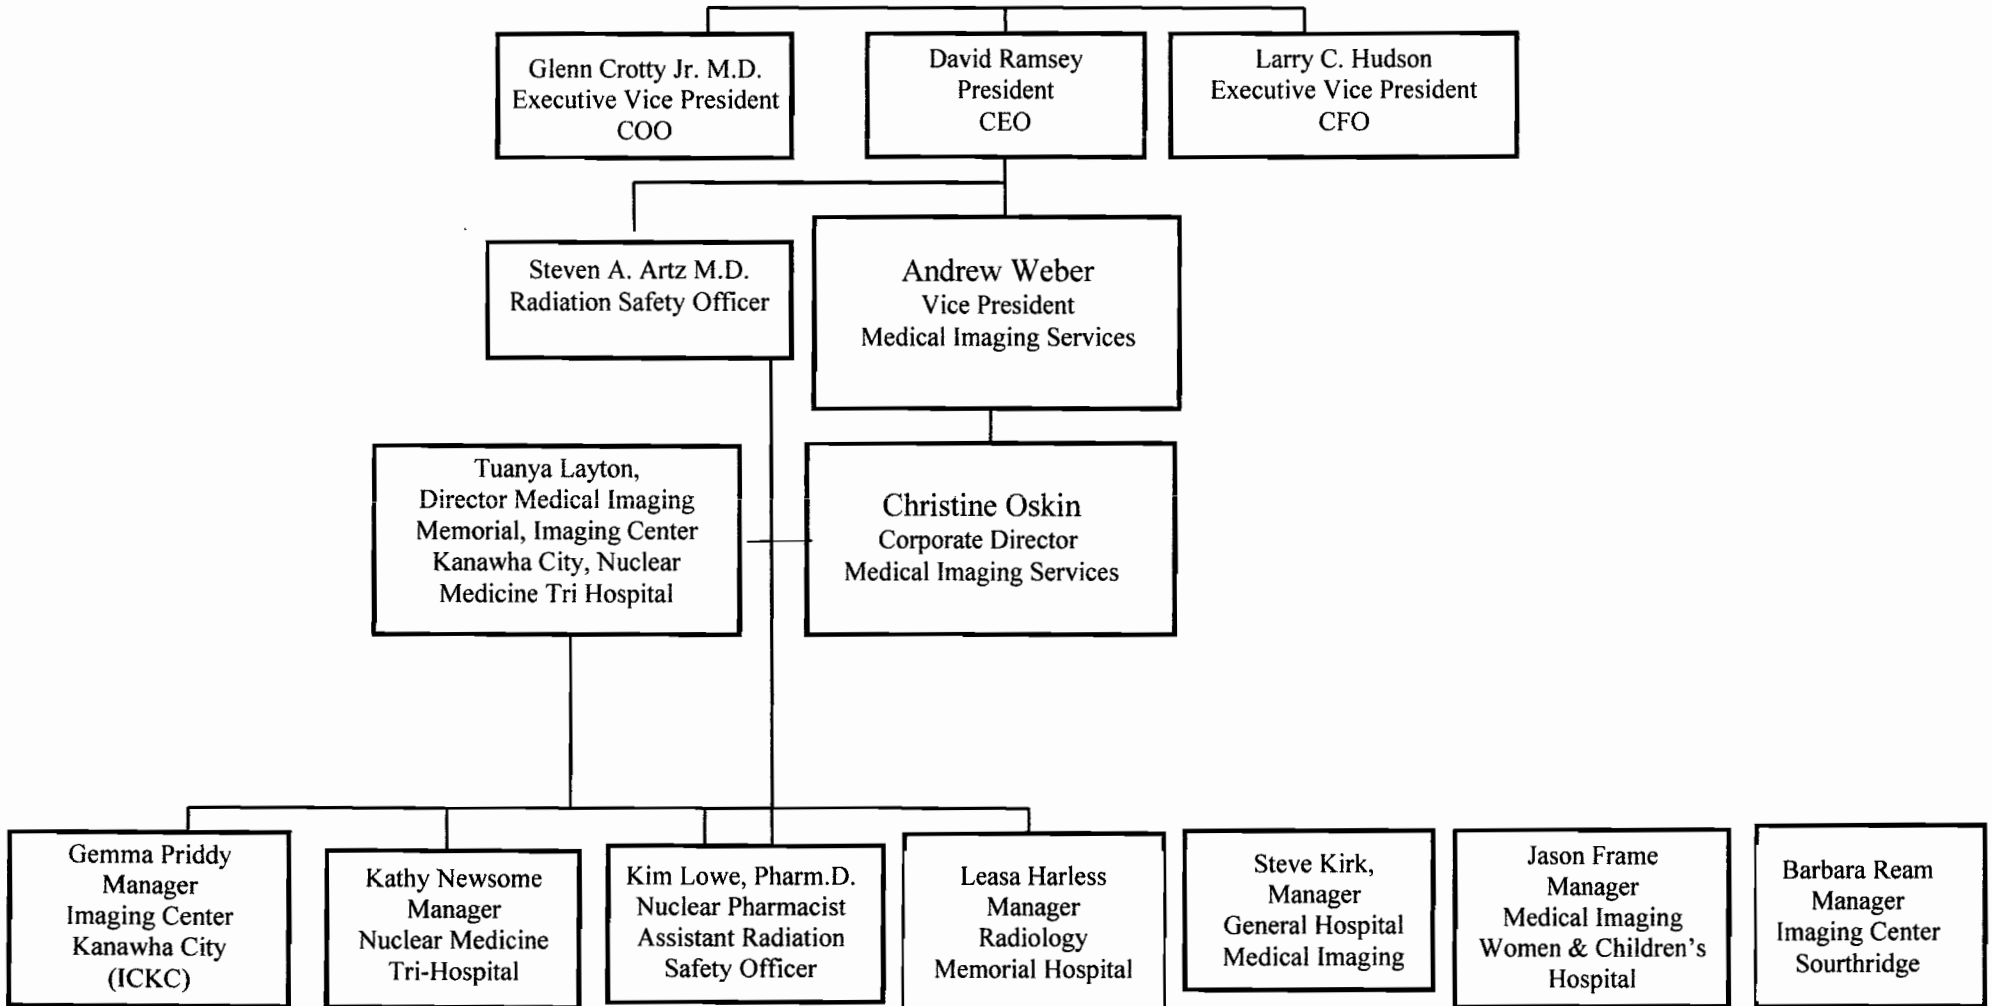 Glenn Crotty Jr. M.D.
Executive Vice President
COO
David Ramsey
President
CEO
Larry C. Hudson
Executive Vice President
CFO
Steven A. Artz M.D.
Radiation Safety Officer
Andrew Weber
Vice President
Medical Imaging Services
Tuanya Layton,
Director Medical Imaging
Memorial, Imaging Center
Kanawha City, Nuclear
Medicine Tri Hospital
Christine Oskin
Corporate Director
Medical Imaging Services
Gemma Priddy
Manager
Imaging Center
Kanawha City
(ICKC)
Kathy Newsome
Manager
Nuclear Medicine
Tri-Hospital
Kim Lowe, Pharm.D.
Nuclear Pharmacist
Assistant Radiation
Safety Officer
Leasa Harless
Manager
Radiology
Memorial Hospital
Steve Kirk,
Manager
General Hospital
Medical Imaging
Jason Frame
Manager
Medical Imaging
Women & Children's
Hospital
Barbara Ream
Manager
Imaging Center
Sourthridge